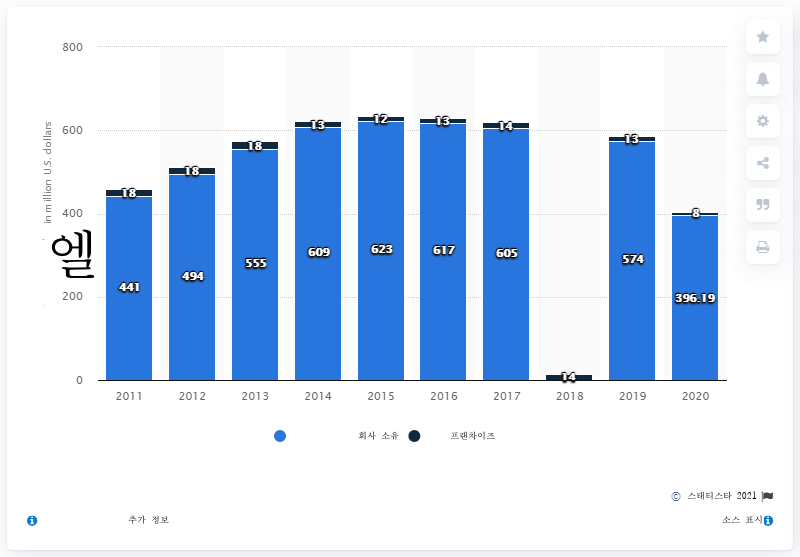 800
600
400
200
0
in million U.S. dollars
엘
18 18 18 13 12 13 14 14 13 8
441 494 555 609 623 617 605 574 396.19
2011 2012 2013 2014 2015 2016 2017 2018 2019 2020
회사 소유 프랜차이즈
© 스태티스타 2021
추가 정보 소스 표시